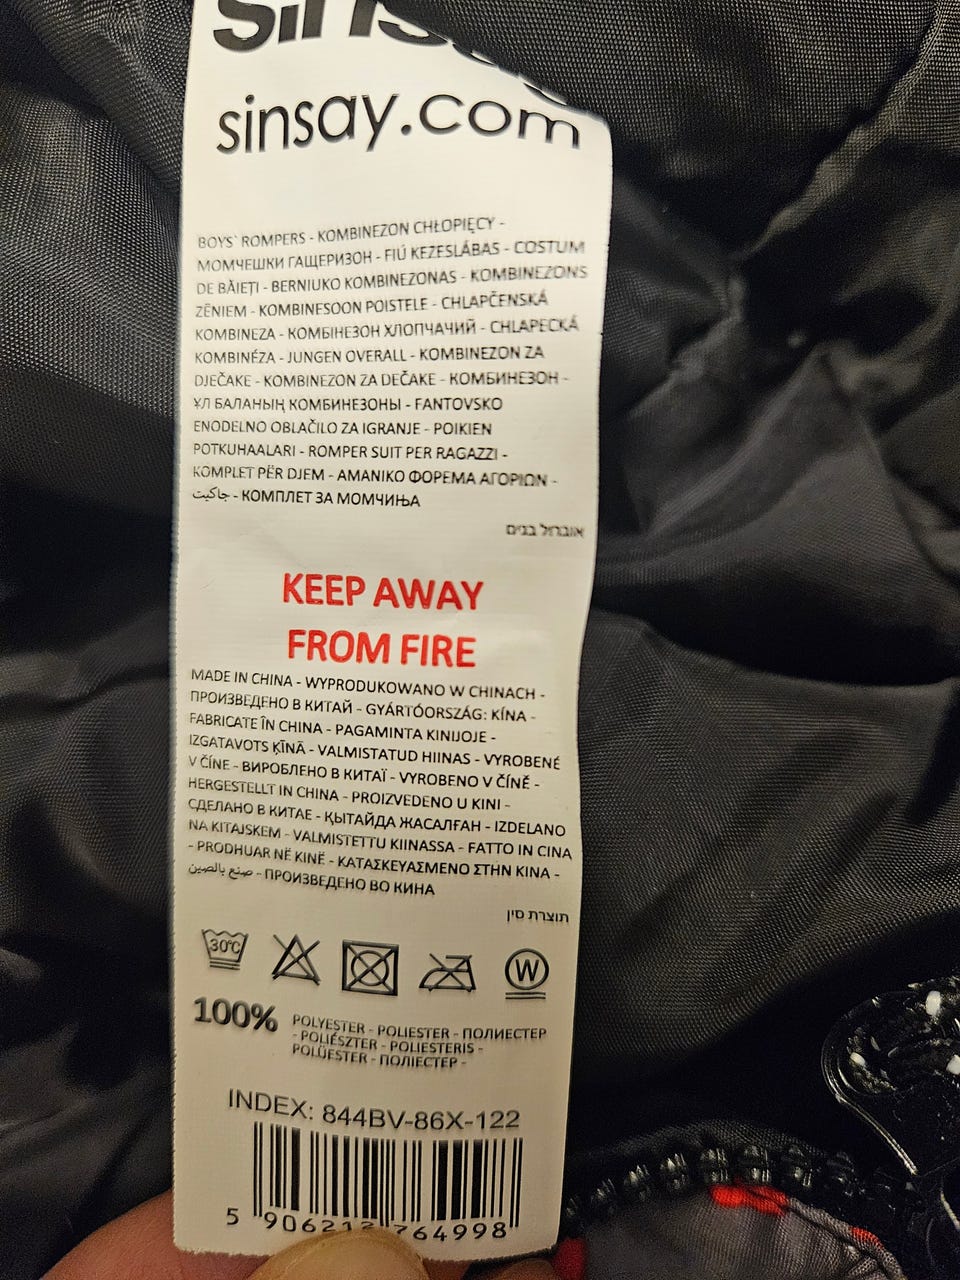 sinsay.com
BOYS` ROMPERS - KOMBINEZON CHŁOPIĘCY -
МОМЧЕШКИ ГАЩЕРИЗОН - FIÚ KEZESLÁBAS - COSTUM
DE BĂIEȚI - BERNIUKO KOMBINEZONAS - KOMBINEZONS
ZĒNIEM - KOMBINESOON POISTELE - CHLAPČENSKÁ
KOMBINEZA - КОМБІНЕЗОН ХЛОПЧАЧИЙ - CHLAPECKÁ
KOMBINÉZA - JUNGEN OVERALL - KOMBINEZON ZA
DJEČAKE - KOMBINEZON ZA DEČAKE - КОМБИНЕЗОН -
ҰЛ БАЛАНЫҢ КОМБИНЕЗОНЫ - FANTOVSKO
ENODELNO OBLAČILO ZA IGRANJE - POIKIEN
POTKUHAALARI - ROMPER SUIT PER RAGAZZI -
KOMPLET PËR DJEM - ΑΜΑΝΙΚΟ ΦΟΡΕΜΑ ΑΓΟΡΙΩΝ -
جاكيت - КОМПЛЕТ ЗА МОМЧИЊА
אוברול בנים
KEEP AWAY
FROM FIRE
MADE IN CHINA - WYPRODUKOWANO W CHINACH -
ПРОИЗВЕДЕНО В КИТАЙ - GYÁRTÓORSZÁG: KÍNA -
FABRICATE ÎN CHINA - PAGAMINTA KINIJOJE -
IZGATAVOTS ĶĪNĀ - VALMISTATUD HIINAS - VYROBENÉ
V ČÍNE - ВИРОБЛЕНО В КИТАЇ - VYROBENO V ČÍNĚ -
HERGESTELLT IN CHINA - PROIZVEDENO U KINI -
СДЕЛАНО В КИТАЕ - ҚЫТАЙДА ЖАСАЛҒАН - IZDELANO
NA KITAJSKEM - VALMISTETTU KIINASSA - FATTO IN CINA
- PRODHUAR NË KINË - ΚΑΤΑΣΚΕΥΑΣΜΕΝΟ ΣΤΗΝ ΚΙΝΑ -
صنع بالصين - ПРОИЗВЕДЕНО ВО КИНА
תוצרת סין
30°C W
100% POLYESTER - POLIESTER - ПОЛИЕСТЕР
- POLIÉSZTER - POLIESTERIS -
POLÜESTER - ПОЛІЕСТЕР -
INDEX: 844BV-86X-122
5 906212 764998